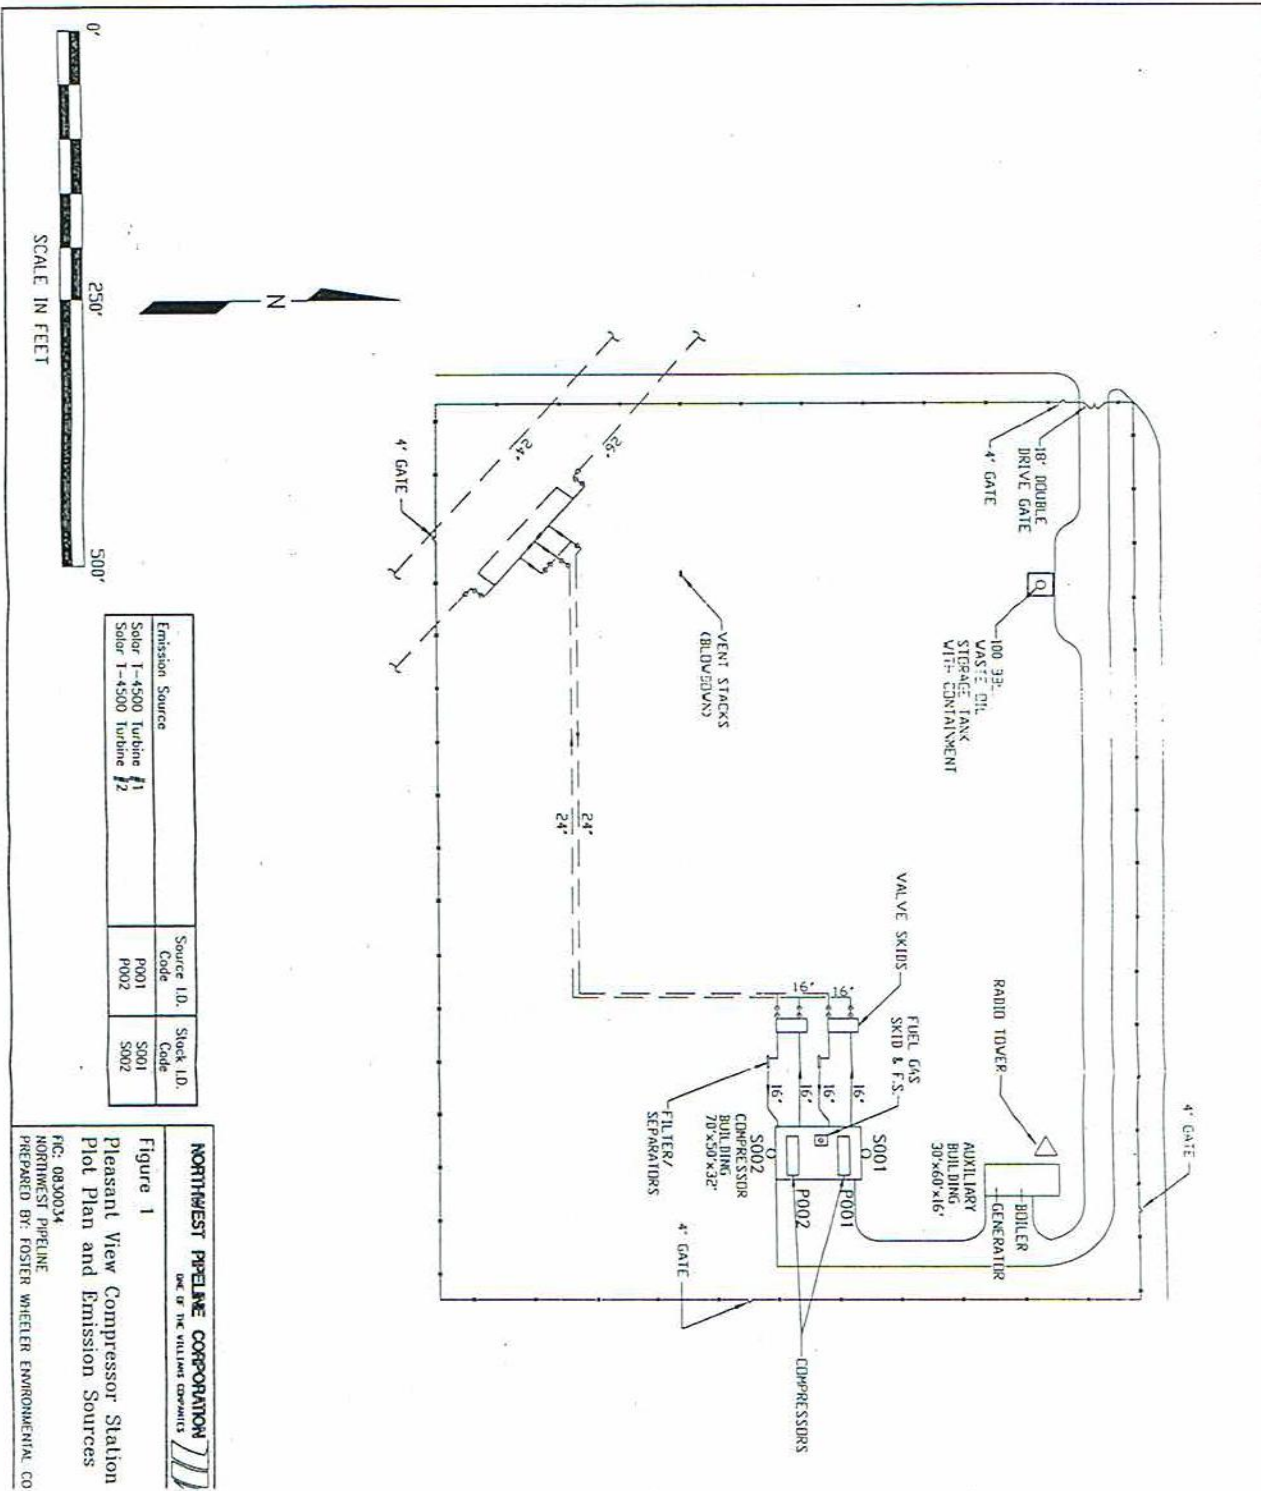 4' GATE
18' DOUBLE
DRIVE GATE
4' GATE
WASTE OIL
STORAGE TANK
WITH CONTAINMENT
RADIO TOWER
AUXILIARY
BUILDING
30'x60'x16'
BOILER
GENERATOR
VALVE SKIDS
FUEL GAS
SKID & F.S.
VENT STACKS
(BLOWDOWN)
16"
16"
16"
16"
16"
16"
S001
P001
S002
P002
COMPRESSOR
BUILDING
70'x50'x32'
COMPRESSORS
FILTER/
SEPARATORS
4' GATE
26"
24"
24"
24"
4' GATE
N
0'
250'
500'
SCALE IN FEET
Emission Source
Source I.D.
Code
Stack I.D.
Code
Solar T-4500 Turbine #1
P001
S001
Solar T-4500 Turbine #2
P002
S002
NORTHWEST PIPELINE CORPORATION
ONE OF THE WILLIAMS COMPANIES
Figure 1
Pleasant View Compressor Station
Plot Plan and Emission Sources
NORTHWEST PIPELINE
PREPARED BY: FOSTER WHEELER ENVIRONMENTAL CO